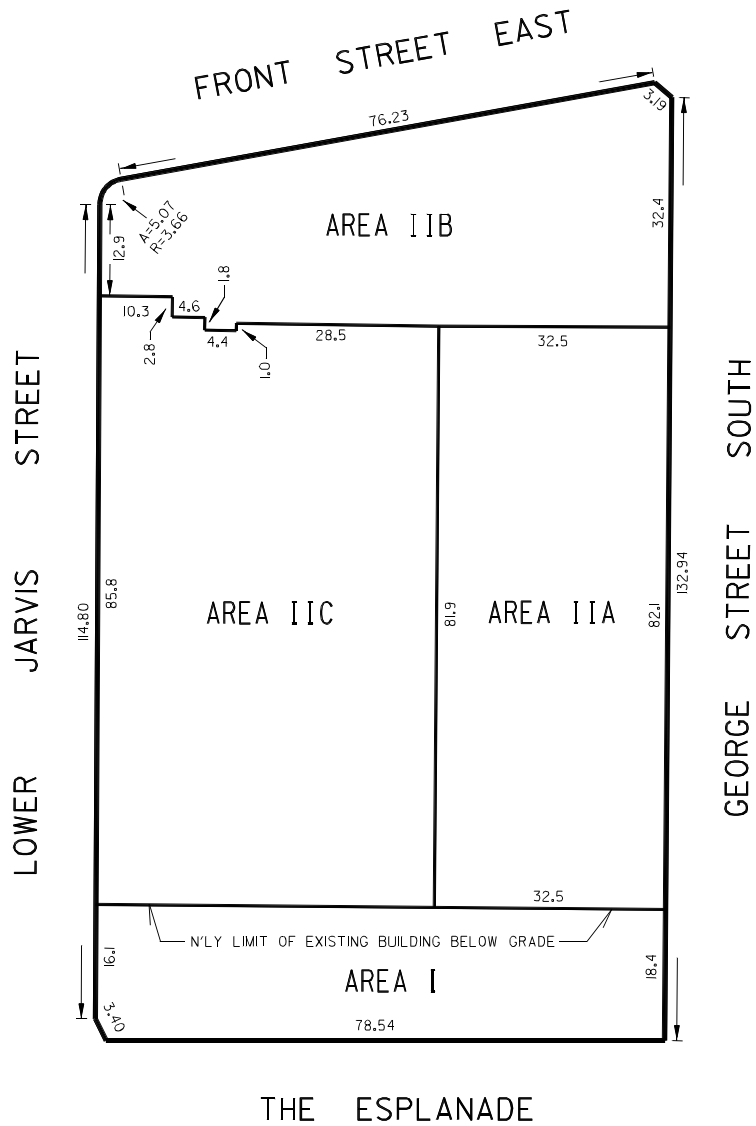 FRONT STREET EAST
3.19
76.23
A=5.07
R=3.66
12.9
AREA IIB
32.4
1.8
10.3
4.6
2.8
4.4
1.0
28.5
32.5
LOWER JARVIS STREET
114.80
85.8
AREA IIC
81.9
AREA IIA
82.1
132.94
GEORGE STREET SOUTH
32.5
N'LY LIMIT OF EXISTING BUILDING BELOW GRADE
16.1
AREA I
18.4
3.40
78.54
THE ESPLANADE